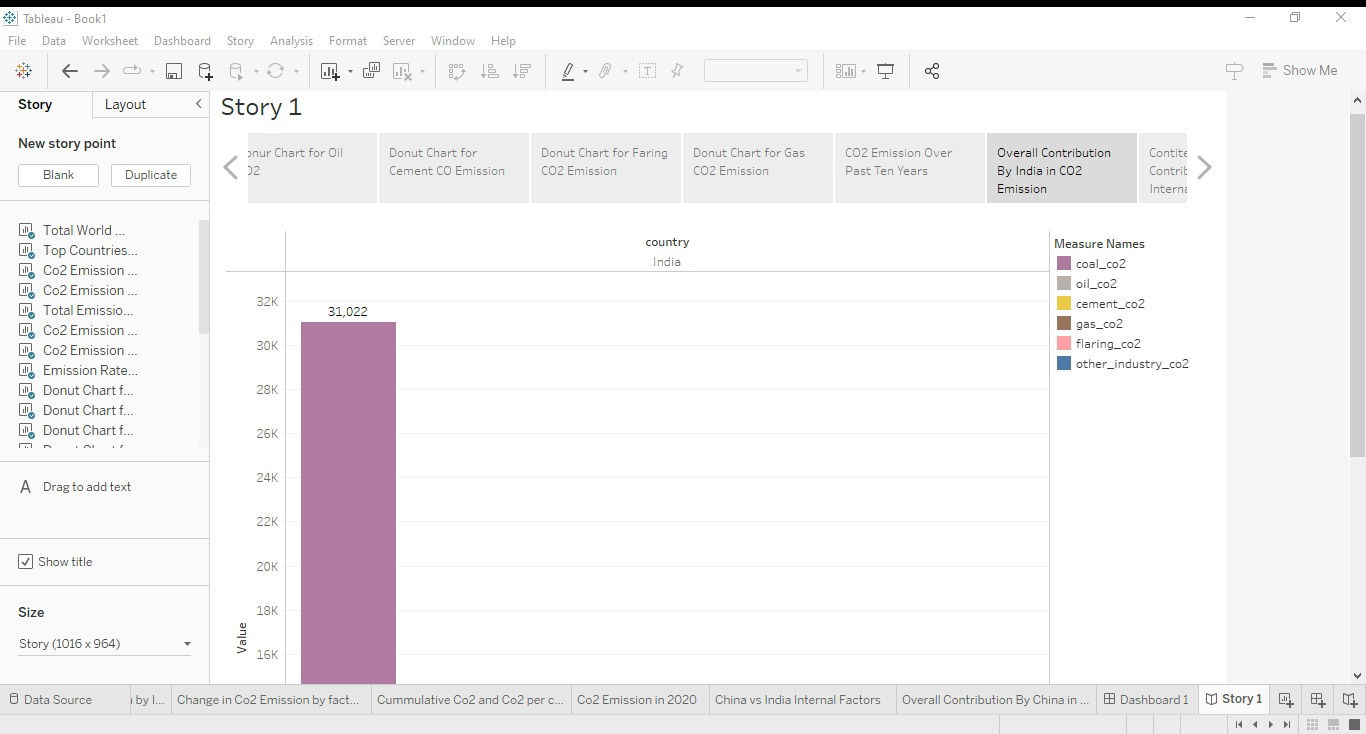 Tableau - Book1
File Data Worksheet Dashboard Story Analysis Format Server Window Help
Show Me
Story Layout
New story point
Blank Duplicate
Total World ...
Top Countries...
Co2 Emission ...
Co2 Emission ...
Total Emissio...
Co2 Emission ...
Co2 Emission ...
Emission Rate...
Donut Chart f...
Donut Chart f...
Donut Chart f...
A Drag to add text
Show title
Size
Story (1016 x 964)
Story 1
onur Chart for Oil
Donut Chart for
Cement CO Emission
Donut Chart for Faring
CO2 Emission
Donut Chart for Gas
CO2 Emission
CO2 Emission Over
Past Ten Years
Overall Contribution
By India in CO2
Emission
Contite
Contrib
Interna
country
India
32K
30K
28K
26K
24K
22K
20K
18K
16K
Value
31,022
Measure Names
coal_co2
oil_co2
cement_co2
gas_co2
flaring_co2
other_industry_co2
Data Source
by I... Change in Co2 Emission by fact... Cummulative Co2 and Co2 per c... Co2 Emission in 2020 China vs India Internal Factors Overall Contribution By China in ... Dashboard 1 Story 1